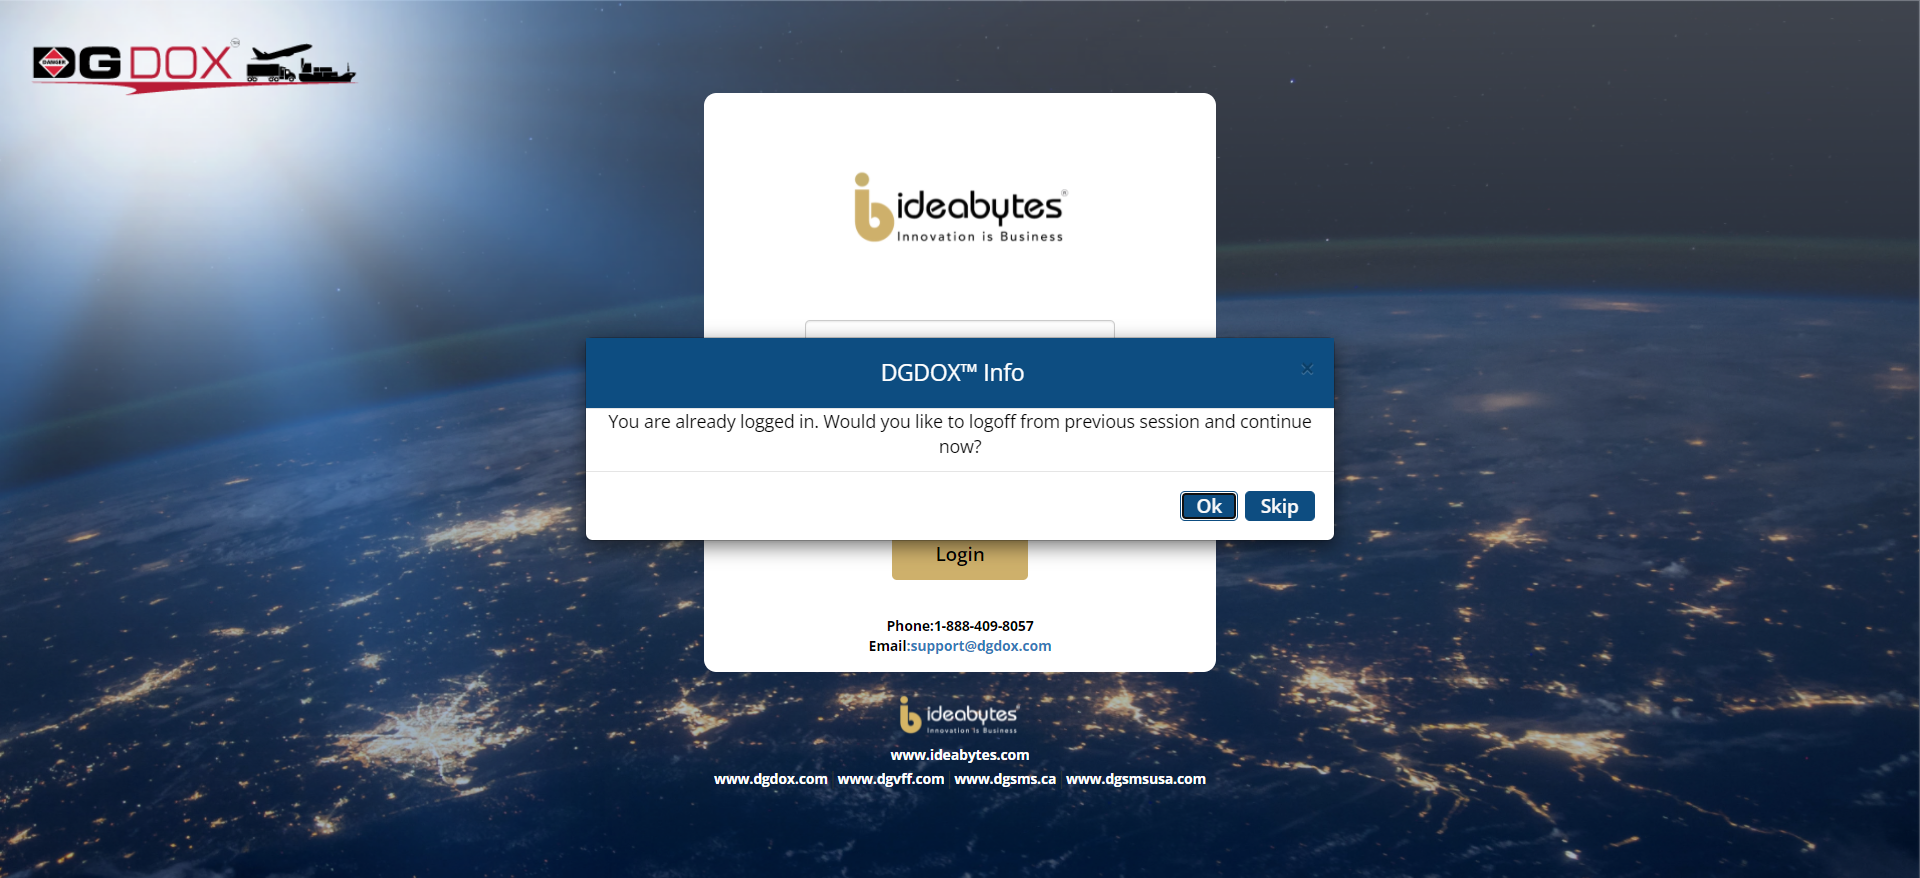 DGDOX
DANGER
ideabytes®
Innovation is Business
DGDOX™ Info
×
You are already logged in. Would you like to logoff from previous session and continue
now?
Ok Skip
Login
Phone:1-888-409-8057
Email:support@dgdox.com
ideabytes
Innovation is Business
www.ideabytes.com
www.dgdox.com www.dgvff.com www.dgsms.ca www.dgsmsusa.com